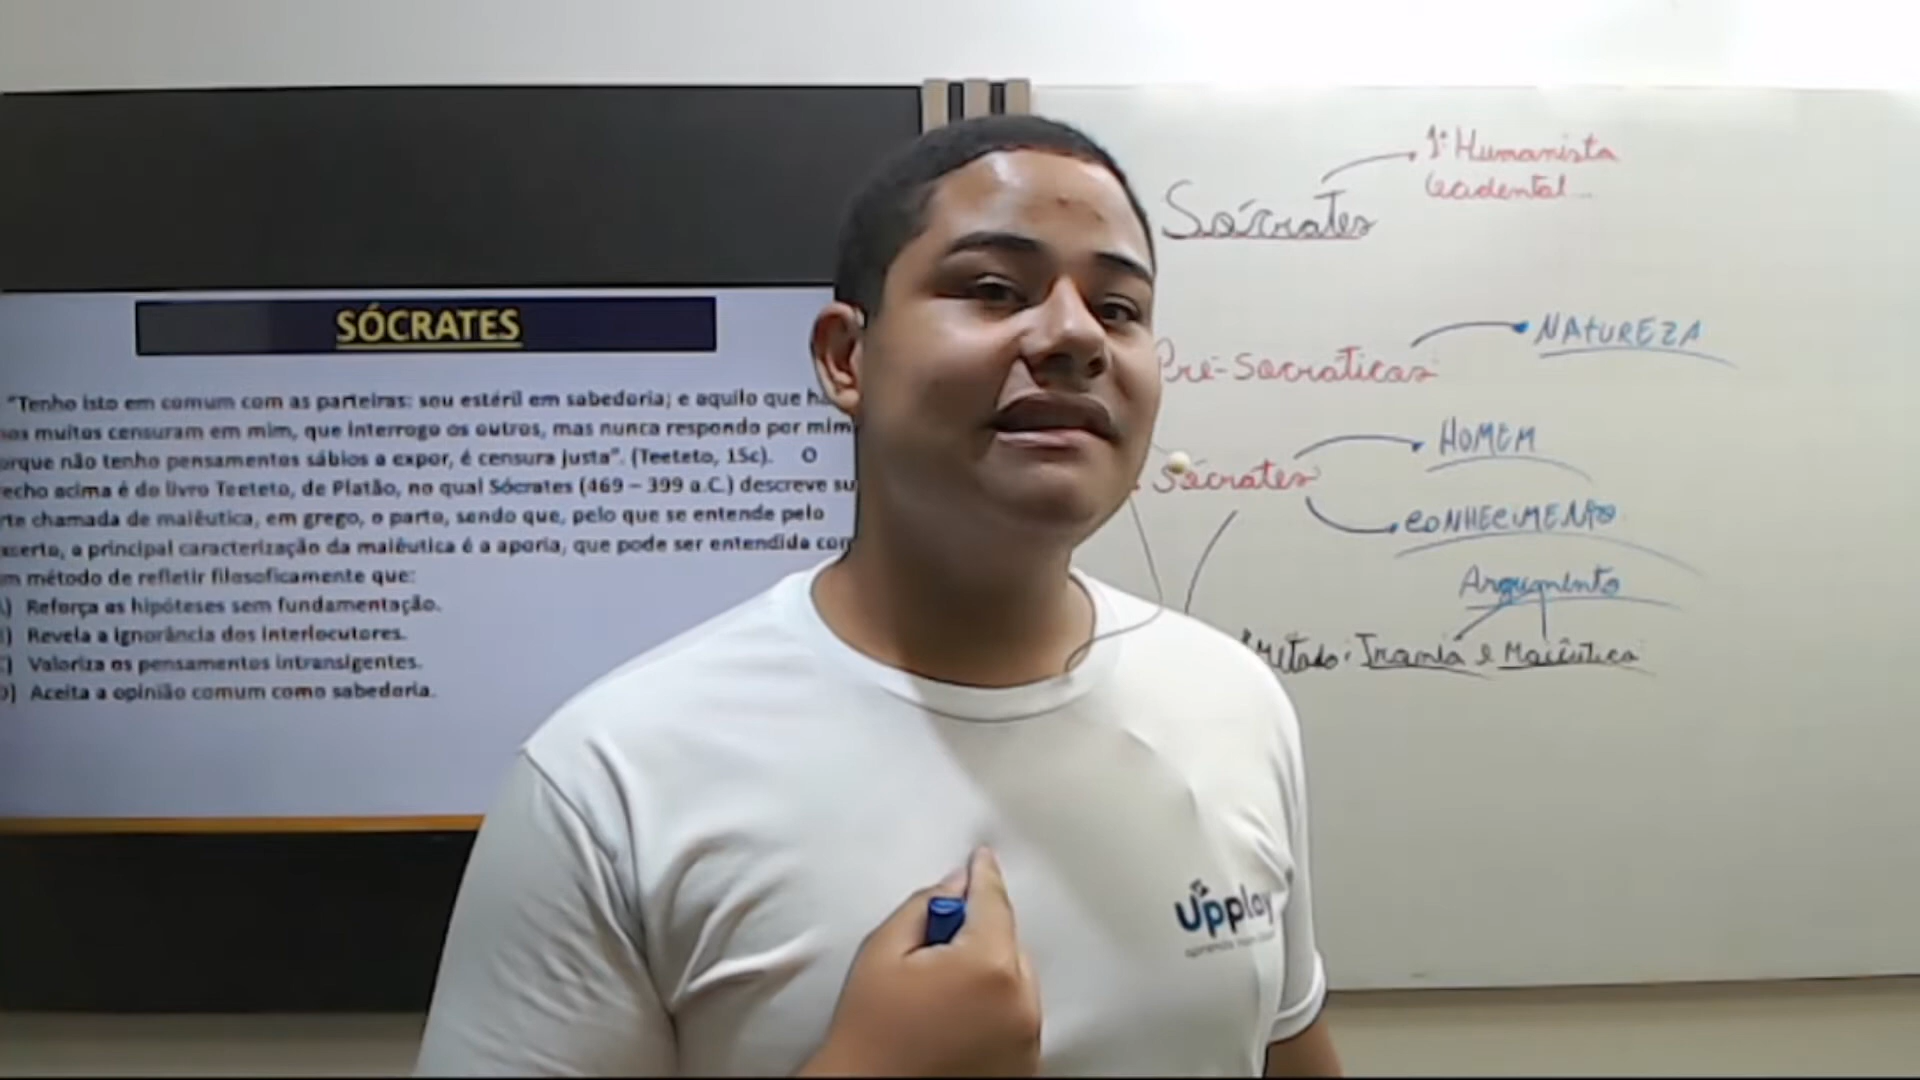 SÓCRATES
"Tenho isto em comum com as parteiras: sou estéril em sabedoria; e aquilo que
muitos censuram em mim, que interrogo os outros, mas nunca respondo por mim
porque não tenho pensamentos sábios a expor, é censura justa". (Teeteto, 15c). O
acima é do livro Teeteto, de Platão, no qual Sócrates (469 – 399 a.C.) descreve
chamada de maiêutica, em grego, o parto, sendo que, pelo que se entende pelo
a principal caracterização da maiêutica é a aporia, que pode ser entendida
método de refletir filosoficamente que:
Reforça as hipóteses sem fundamentação.
Revela a ignorância dos interlocutores.
Valoriza os pensamentos intransigentes.
Aceita a opinião comum como sabedoria.
Sócrates
1º Humanista
Ocidental...
Pré-Socráticos
NATUREZA
Sócrates
HOMEM
CONHECIMENTO
Argumento
Método: Ironia e Maiêutica
Upplay